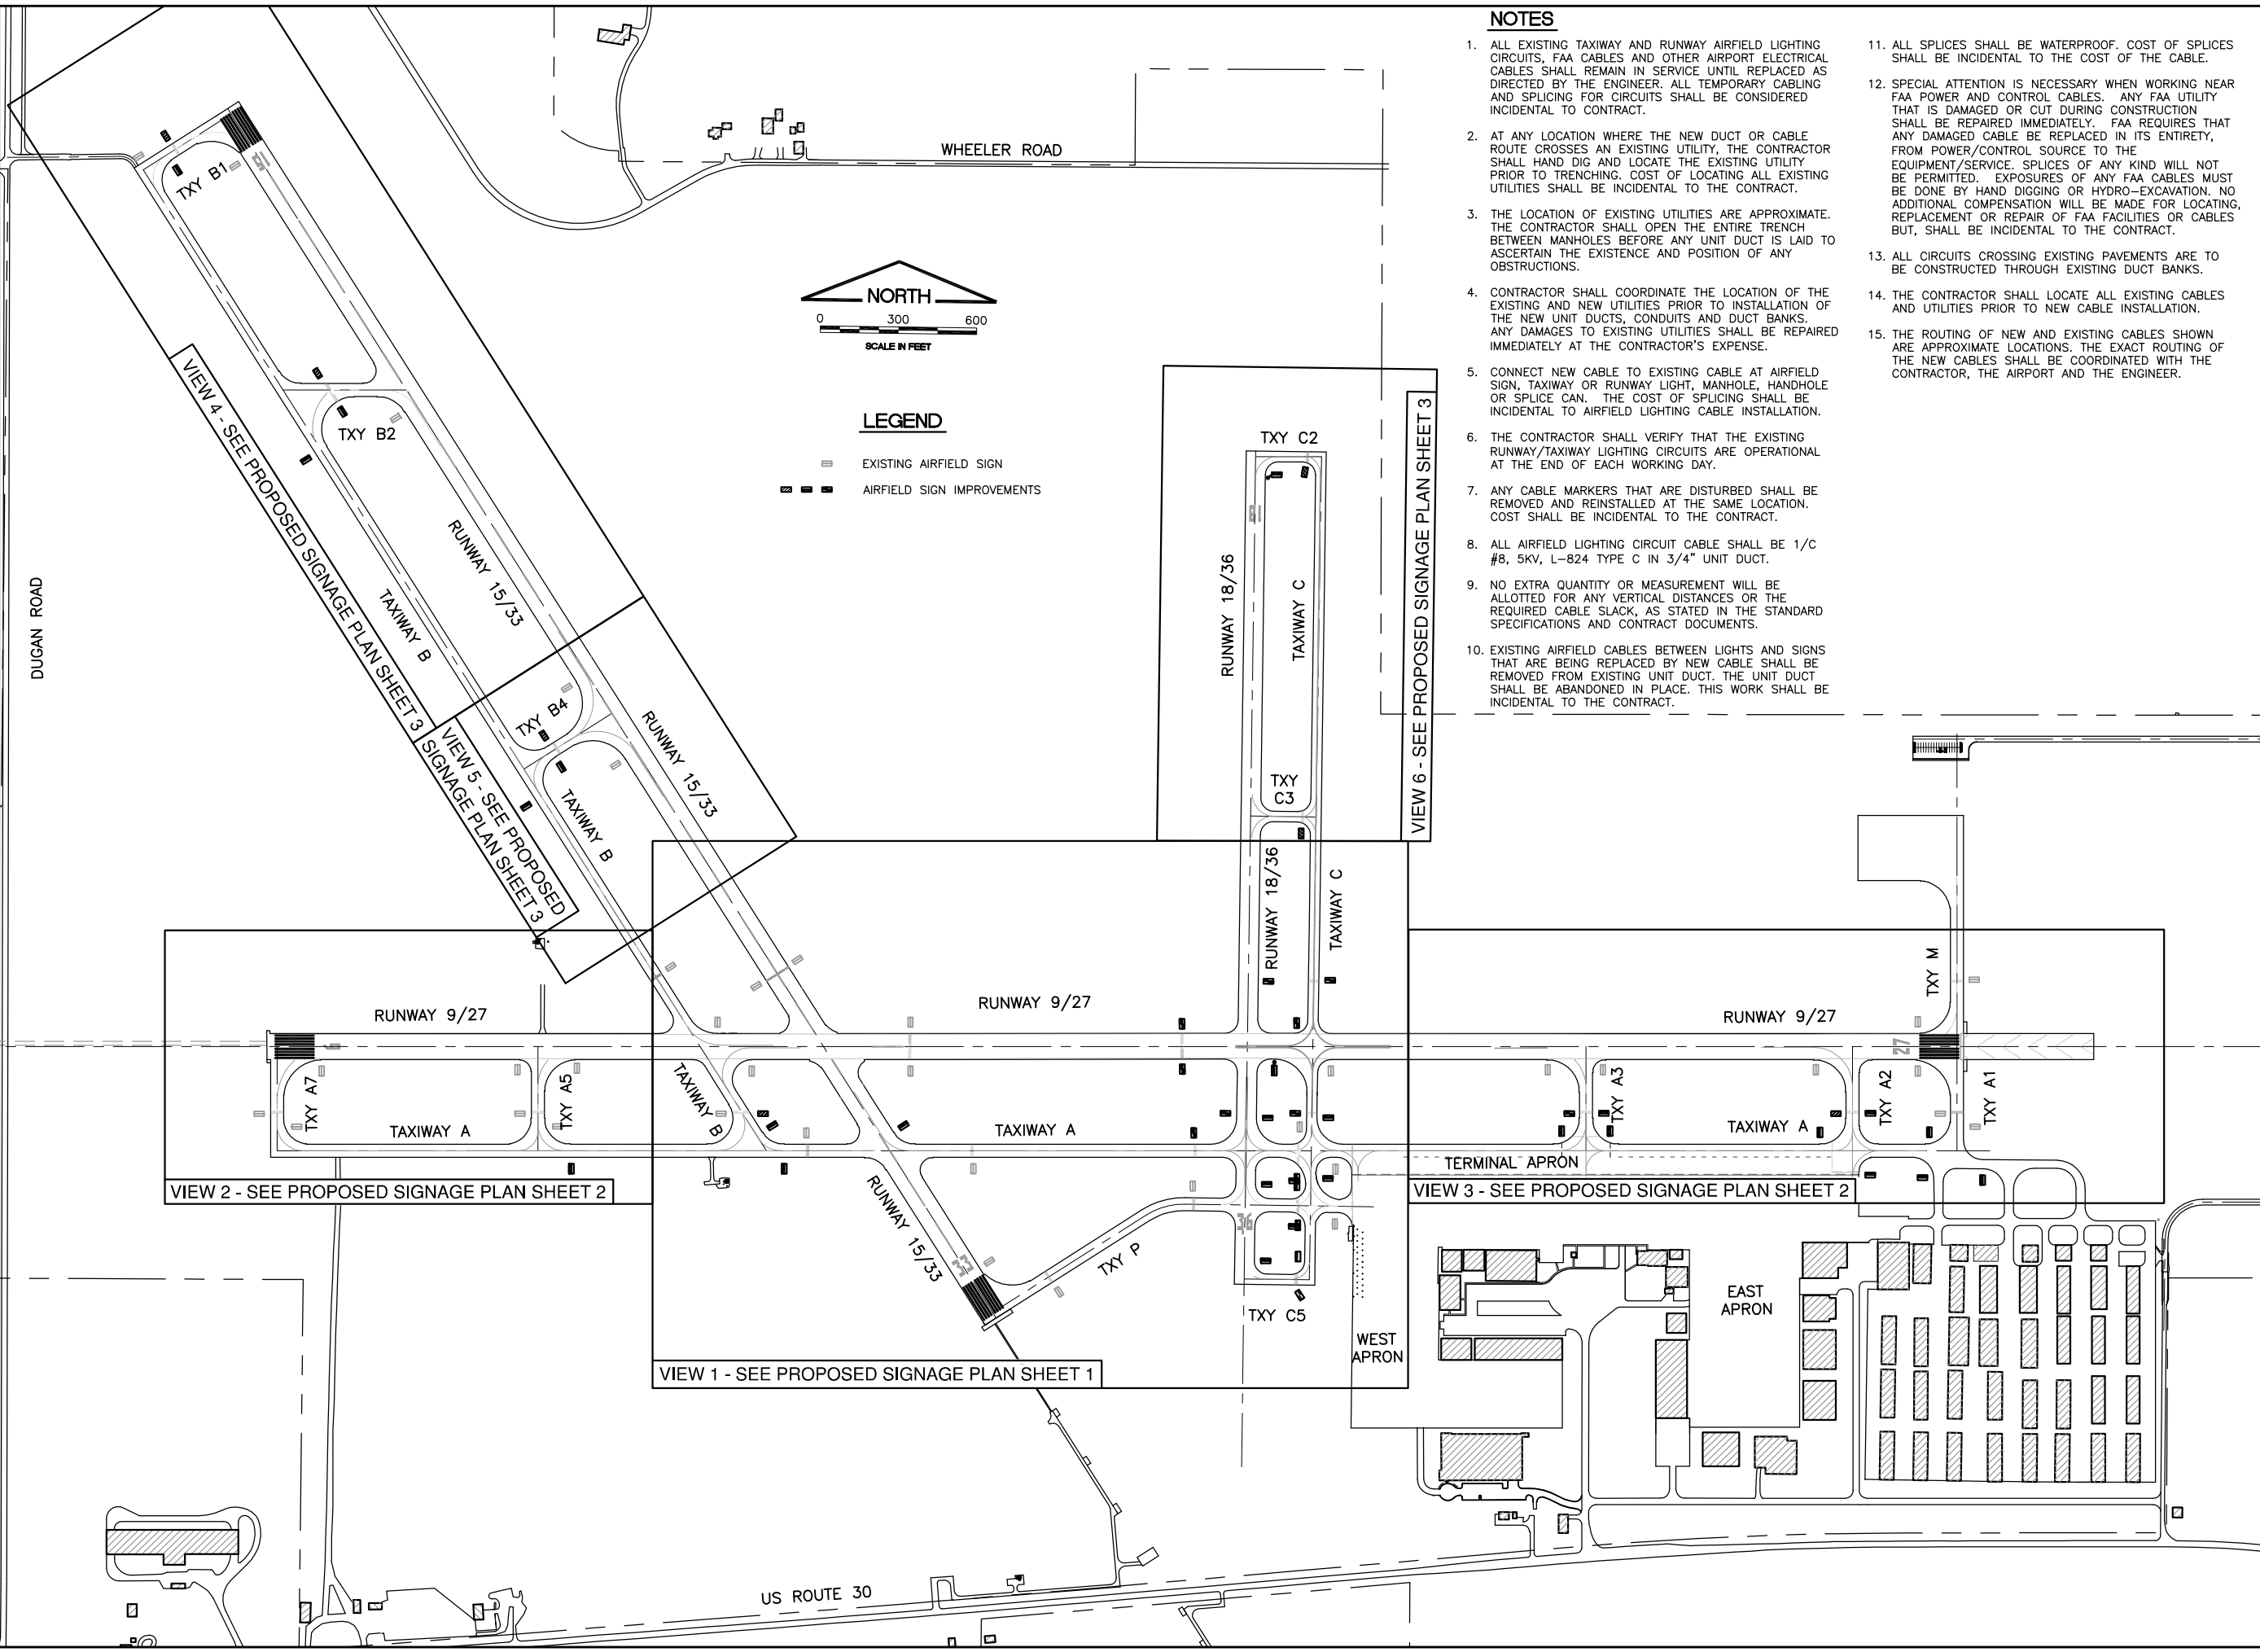 NOTES
1. ALL EXISTING TAXIWAY AND RUNWAY AIRFIELD LIGHTING
CIRCUITS, FAA CABLES AND OTHER AIRPORT ELECTRICAL
CABLES SHALL REMAIN IN SERVICE UNTIL REPLACED AS
DIRECTED BY THE ENGINEER. ALL TEMPORARY CABLING
AND SPLICING FOR CIRCUITS SHALL BE CONSIDERED
INCIDENTAL TO CONTRACT.
2. AT ANY LOCATION WHERE THE NEW DUCT OR CABLE
ROUTE CROSSES AN EXISTING UTILITY, THE CONTRACTOR
SHALL HAND DIG AND LOCATE THE EXISTING UTILITY
PRIOR TO TRENCHING. COST OF LOCATING ALL EXISTING
UTILITIES SHALL BE INCIDENTAL TO THE CONTRACT.
3. THE LOCATION OF EXISTING UTILITIES ARE APPROXIMATE.
THE CONTRACTOR SHALL OPEN THE ENTIRE TRENCH
BETWEEN MANHOLES BEFORE ANY UNIT DUCT IS LAID TO
ASCERTAIN THE EXISTENCE AND POSITION OF ANY
OBSTRUCTIONS.
4. CONTRACTOR SHALL COORDINATE THE LOCATION OF THE
EXISTING AND NEW UTILITIES PRIOR TO INSTALLATION OF
THE NEW UNIT DUCTS, CONDUITS AND DUCT BANKS.
ANY DAMAGES TO EXISTING UTILITIES SHALL BE REPAIRED
IMMEDIATELY AT THE CONTRACTOR'S EXPENSE.
5. CONNECT NEW CABLE TO EXISTING CABLE AT AIRFIELD
SIGN, TAXIWAY OR RUNWAY LIGHT, MANHOLE, HANDHOLE
OR SPLICE CAN. THE COST OF SPLICING SHALL BE
INCIDENTAL TO AIRFIELD LIGHTING CABLE INSTALLATION.
6. THE CONTRACTOR SHALL VERIFY THAT THE EXISTING
RUNWAY/TAXIWAY LIGHTING CIRCUITS ARE OPERATIONAL
AT THE END OF EACH WORKING DAY.
7. ANY CABLE MARKERS THAT ARE DISTURBED SHALL BE
REMOVED AND REINSTALLED AT THE SAME LOCATION.
COST SHALL BE INCIDENTAL TO THE CONTRACT.
8. ALL AIRFIELD LIGHTING CIRCUIT CABLE SHALL BE 1/C
#8, 5KV, L-824 TYPE C IN 3/4" UNIT DUCT.
9. NO EXTRA QUANTITY OR MEASUREMENT WILL BE
ALLOTTED FOR ANY VERTICAL DISTANCES OR THE
REQUIRED CABLE SLACK, AS STATED IN THE STANDARD
SPECIFICATIONS AND CONTRACT DOCUMENTS.
10. EXISTING AIRFIELD CABLES BETWEEN LIGHTS AND SIGNS
THAT ARE BEING REPLACED BY NEW CABLE SHALL BE
REMOVED FROM EXISTING UNIT DUCT. THE UNIT DUCT
SHALL BE ABANDONED IN PLACE. THIS WORK SHALL BE
INCIDENTAL TO THE CONTRACT.
11. ALL SPLICES SHALL BE WATERPROOF. COST OF SPLICES
SHALL BE INCIDENTAL TO THE COST OF THE CABLE.
12. SPECIAL ATTENTION IS NECESSARY WHEN WORKING NEAR
FAA POWER AND CONTROL CABLES. ANY FAA UTILITY
THAT IS DAMAGED OR CUT DURING CONSTRUCTION
SHALL BE REPAIRED IMMEDIATELY. FAA REQUIRES THAT
ANY DAMAGED CABLE BE REPLACED IN ITS ENTIRETY,
FROM POWER/CONTROL SOURCE TO THE
EQUIPMENT/SERVICE. SPLICES OF ANY KIND WILL NOT
BE PERMITTED. EXPOSURES OF ANY FAA CABLES MUST
BE DONE BY HAND DIGGING OR HYDRO-EXCAVATION. NO
ADDITIONAL COMPENSATION WILL BE MADE FOR LOCATING,
REPLACEMENT OR REPAIR OF FAA FACILITIES OR CABLES
BUT, SHALL BE INCIDENTAL TO THE CONTRACT.
13. ALL CIRCUITS CROSSING EXISTING PAVEMENTS ARE TO
BE CONSTRUCTED THROUGH EXISTING DUCT BANKS.
14. THE CONTRACTOR SHALL LOCATE ALL EXISTING CABLES
AND UTILITIES PRIOR TO NEW CABLE INSTALLATION.
15. THE ROUTING OF NEW AND EXISTING CABLES SHOWN
ARE APPROXIMATE LOCATIONS. THE EXACT ROUTING OF
THE NEW CABLES SHALL BE COORDINATED WITH THE
CONTRACTOR, THE AIRPORT AND THE ENGINEER.
WHEELER ROAD
NORTH
0 300 600
SCALE IN FEET
LEGEND
EXISTING AIRFIELD SIGN
AIRFIELD SIGN IMPROVEMENTS
DUGAN ROAD
TXY B1
15
TXY B2
RUNWAY 15/33
TAXIWAY B
VIEW 4 - SEE PROPOSED SIGNAGE PLAN SHEET 3
TXY B4
RUNWAY 15/33
TAXIWAY B
VIEW 5 - SEE PROPOSED
SIGNAGE PLAN SHEET 3
TXY C2
18
RUNWAY 18/36
TAXIWAY C
TXY
C3
VIEW 6 - SEE PROPOSED SIGNAGE PLAN SHEET 3
RUNWAY 18/36
TAXIWAY C
RUNWAY 9/27
9
TXY A7
TXY A5
TAXIWAY A
TAXIWAY B
VIEW 2 - SEE PROPOSED SIGNAGE PLAN SHEET 2
RUNWAY 9/27
TAXIWAY A
RUNWAY 15/33
33
TXY P
36
TXY C5
WEST
APRON
VIEW 1 - SEE PROPOSED SIGNAGE PLAN SHEET 1
RUNWAY 9/27
TXY M
27
TXY A3
TXY A2
TXY A1
TAXIWAY A
TERMINAL APRON
VIEW 3 - SEE PROPOSED SIGNAGE PLAN SHEET 2
EAST
APRON
US ROUTE 30